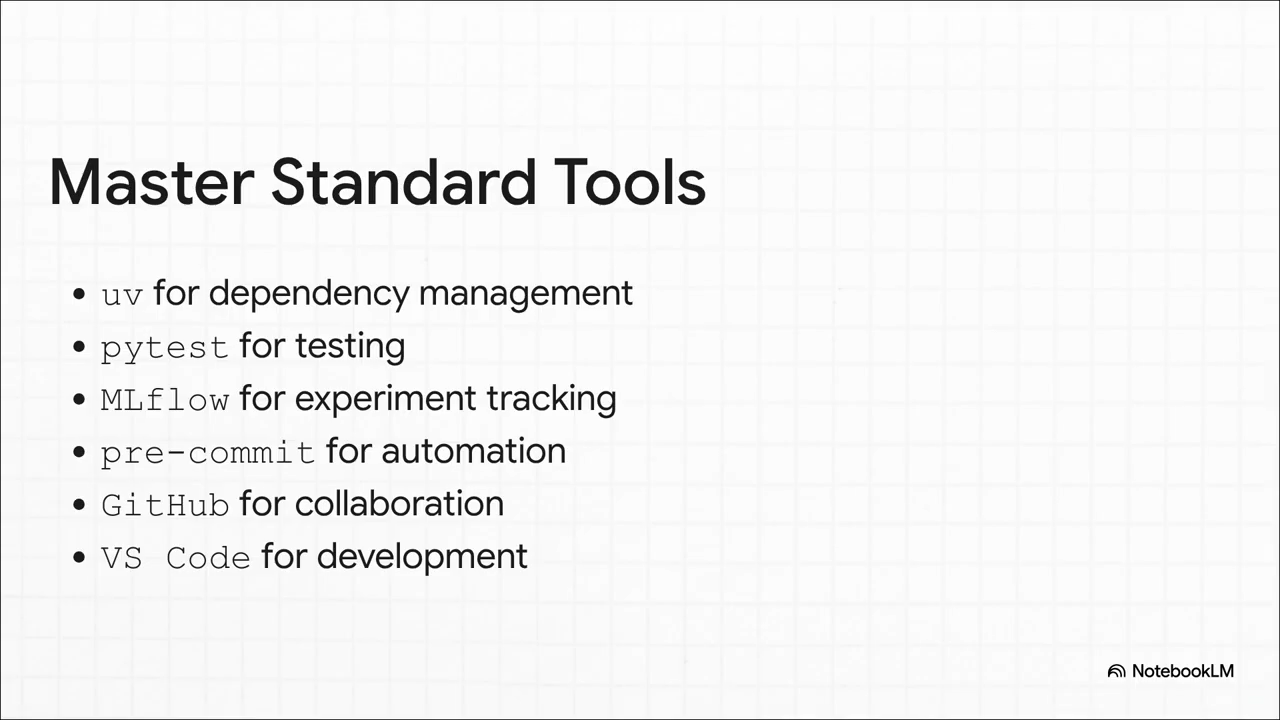 Master Standard Tools
• uv for dependency management
• pytest for testing
• MLflow for experiment tracking
• pre-commit for automation
• GitHub for collaboration
• VS Code for development
NotebookLM